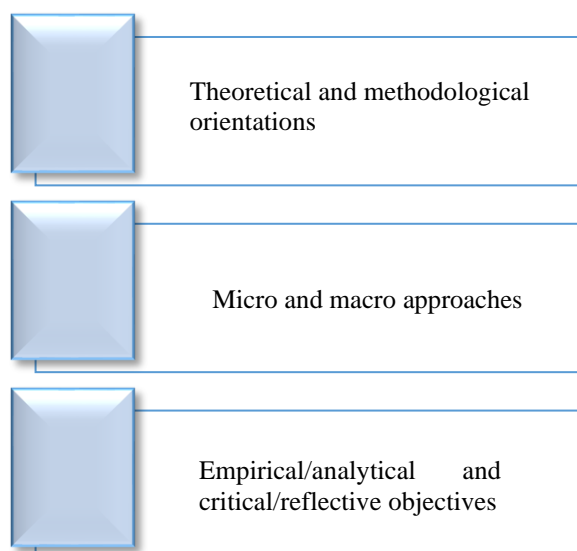 Theoretical and methodological
orientations
Micro and macro approaches
Empirical/analytical and
critical/reflective objectives